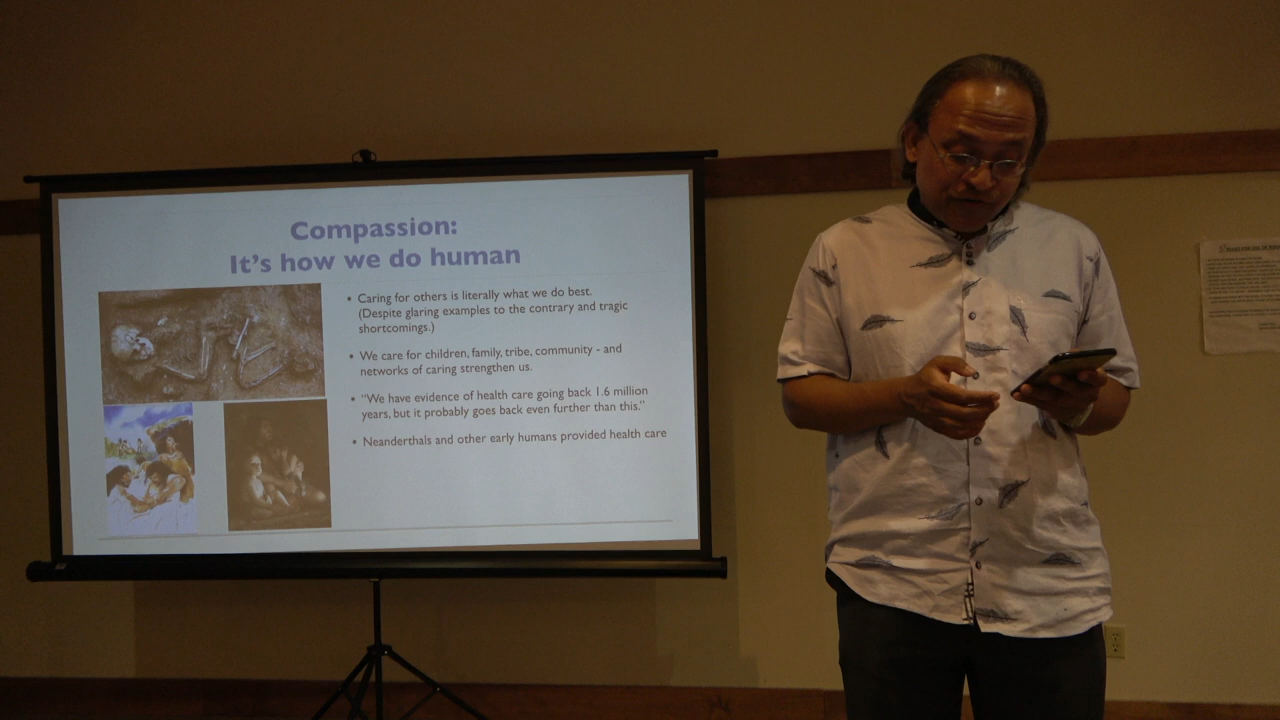 Compassion:
It's how we do human
• Caring for others is literally what we do best.
(Despite glaring examples to the contrary and tragic
shortcomings.)
• We care for children, family, tribe, community - and
networks of caring strengthen us.
• "We have evidence of health care going back 1.6 million
years, but it probably goes back even further than this."
• Neanderthals and other early humans provided health care